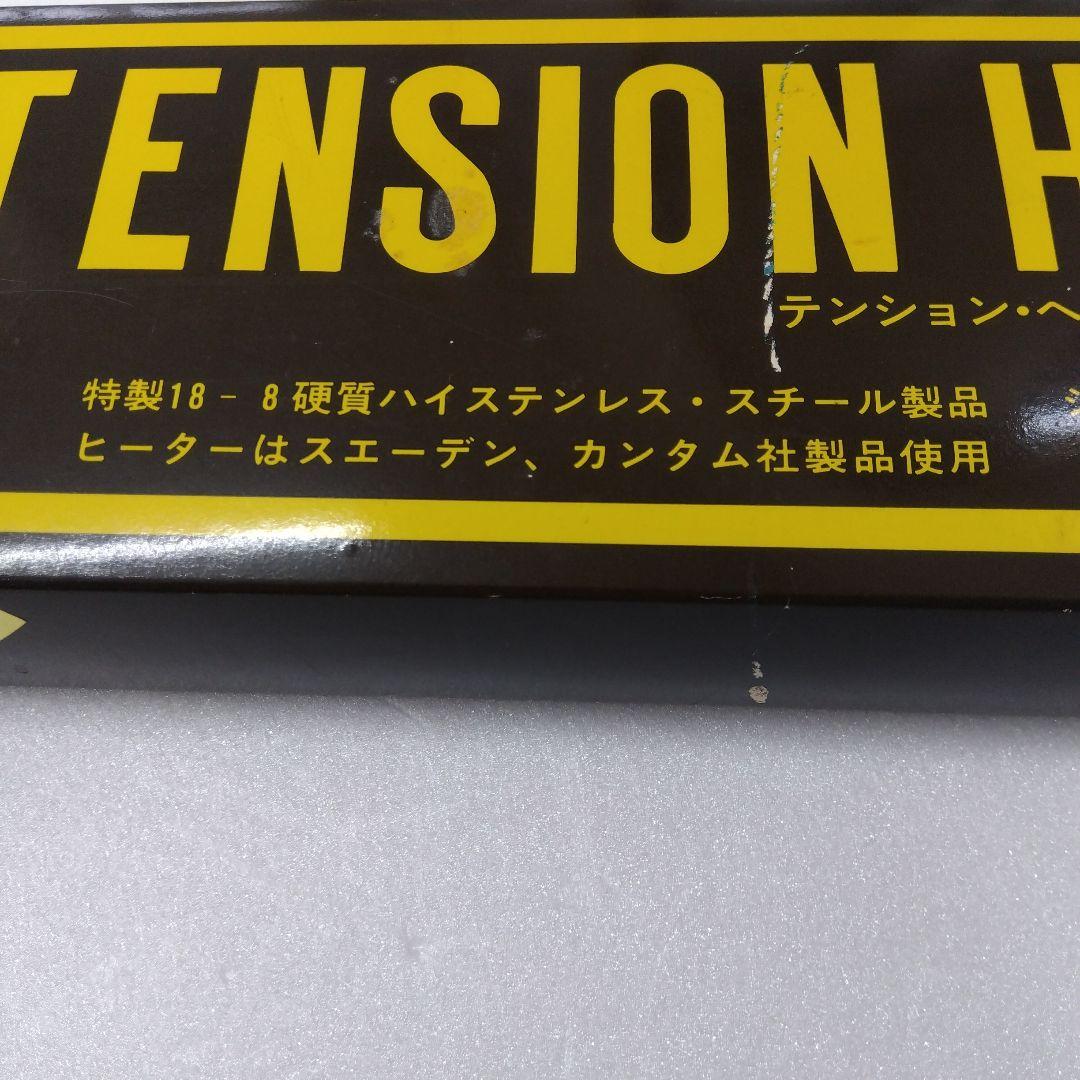 TENSION H
テンション・ヘ
特製18-8硬質ハイステンレス・スチール製品
ヒーターはスエーデン、カンタム社製品使用